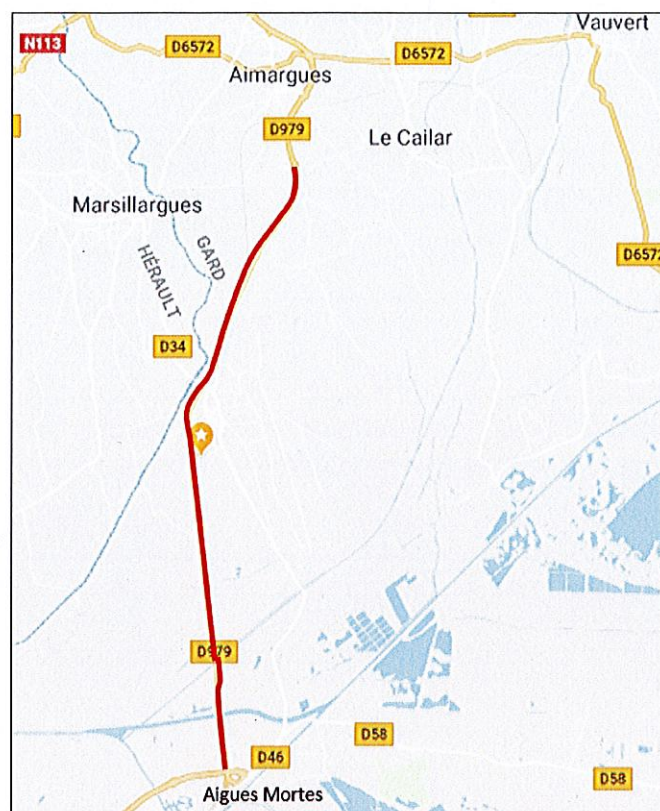 Vauvert
N113
D6572
D6572
Aimargues
D979
Le Cailar
Marsillargues
GARD
HÉRAULT
D6572
D34
D979
D58
D46
D58
Aigues Mortes